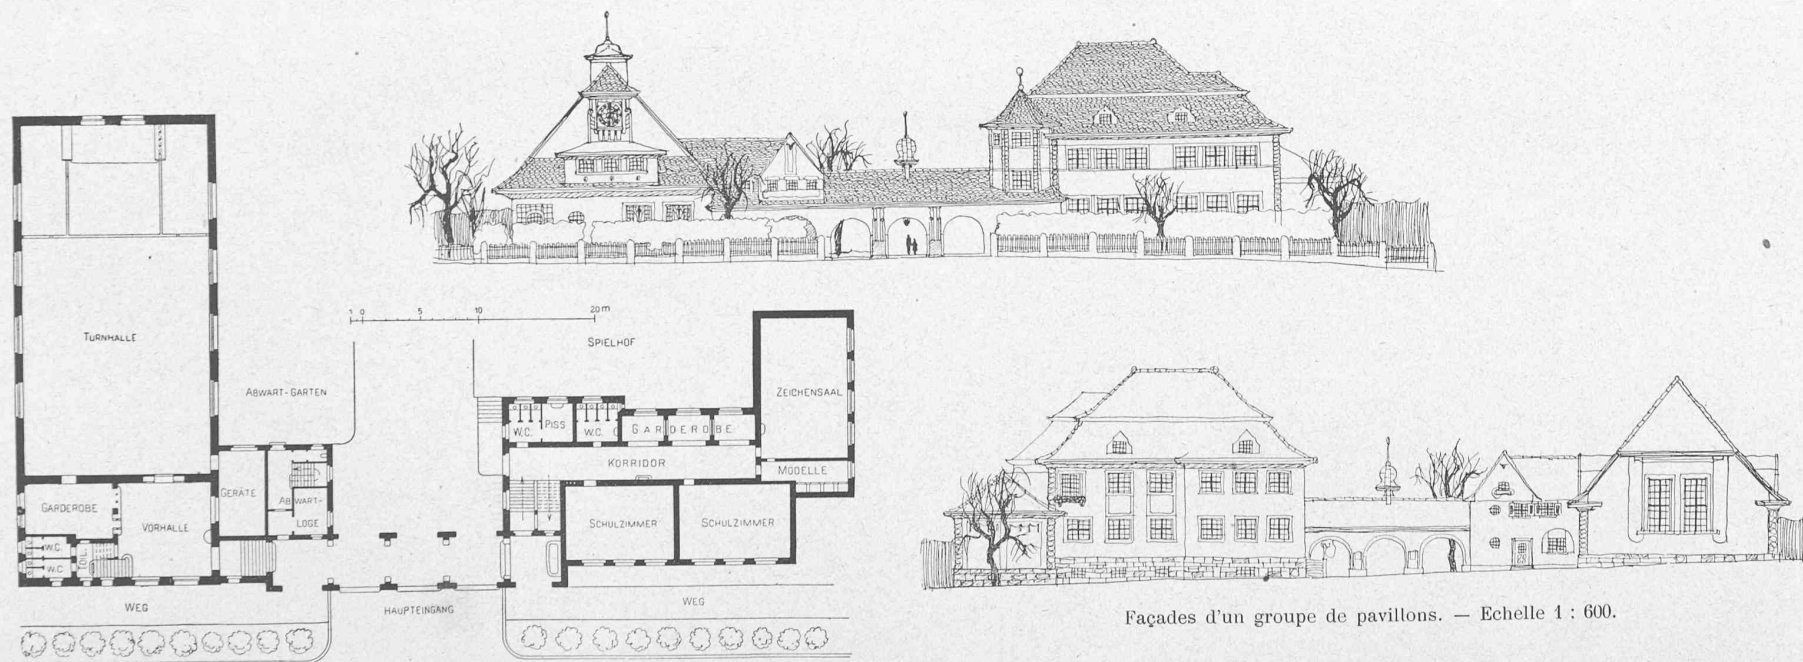 1 0 5 10 20 m
TURNHALLE
SPIELHOF
ABWART-GARTEN
ZEICHENSAAL
W.C. PISS W.C. GARDEROBE
KORRIDOR
MODELLE
GERÄTE
ABWART-
LOGE
GARDEROBE
VORHALLE
SCHULZIMMER
SCHULZIMMER
W.C.
W.C.
WEG
HAUPTEINGANG
WEG
Façades d'un groupe de pavillons. — Echelle 1 : 600.